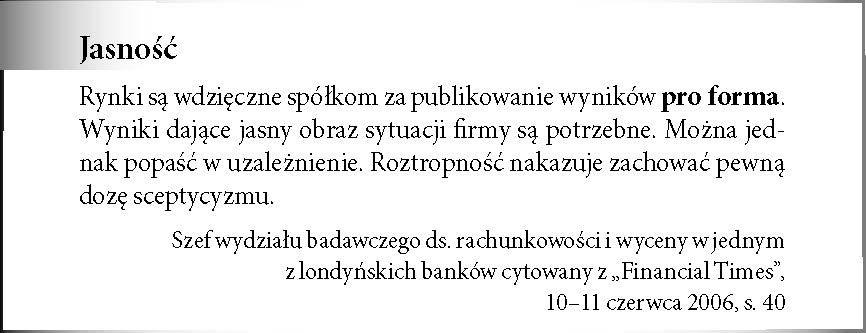 Jasność
Rynki są wdzięczne spółkom za publikowanie wyników pro forma.
Wyniki dające jasny obraz sytuacji firmy są potrzebne. Można jed-
nak popaść w uzależnienie. Roztropność nakazuje zachować pewną
dozę sceptycyzmu.
Szef wydziału badawczego ds. rachunkowości i wyceny w jednym
z londyńskich banków cytowany z „Financial Times”,
10–11 czerwca 2006, s. 40